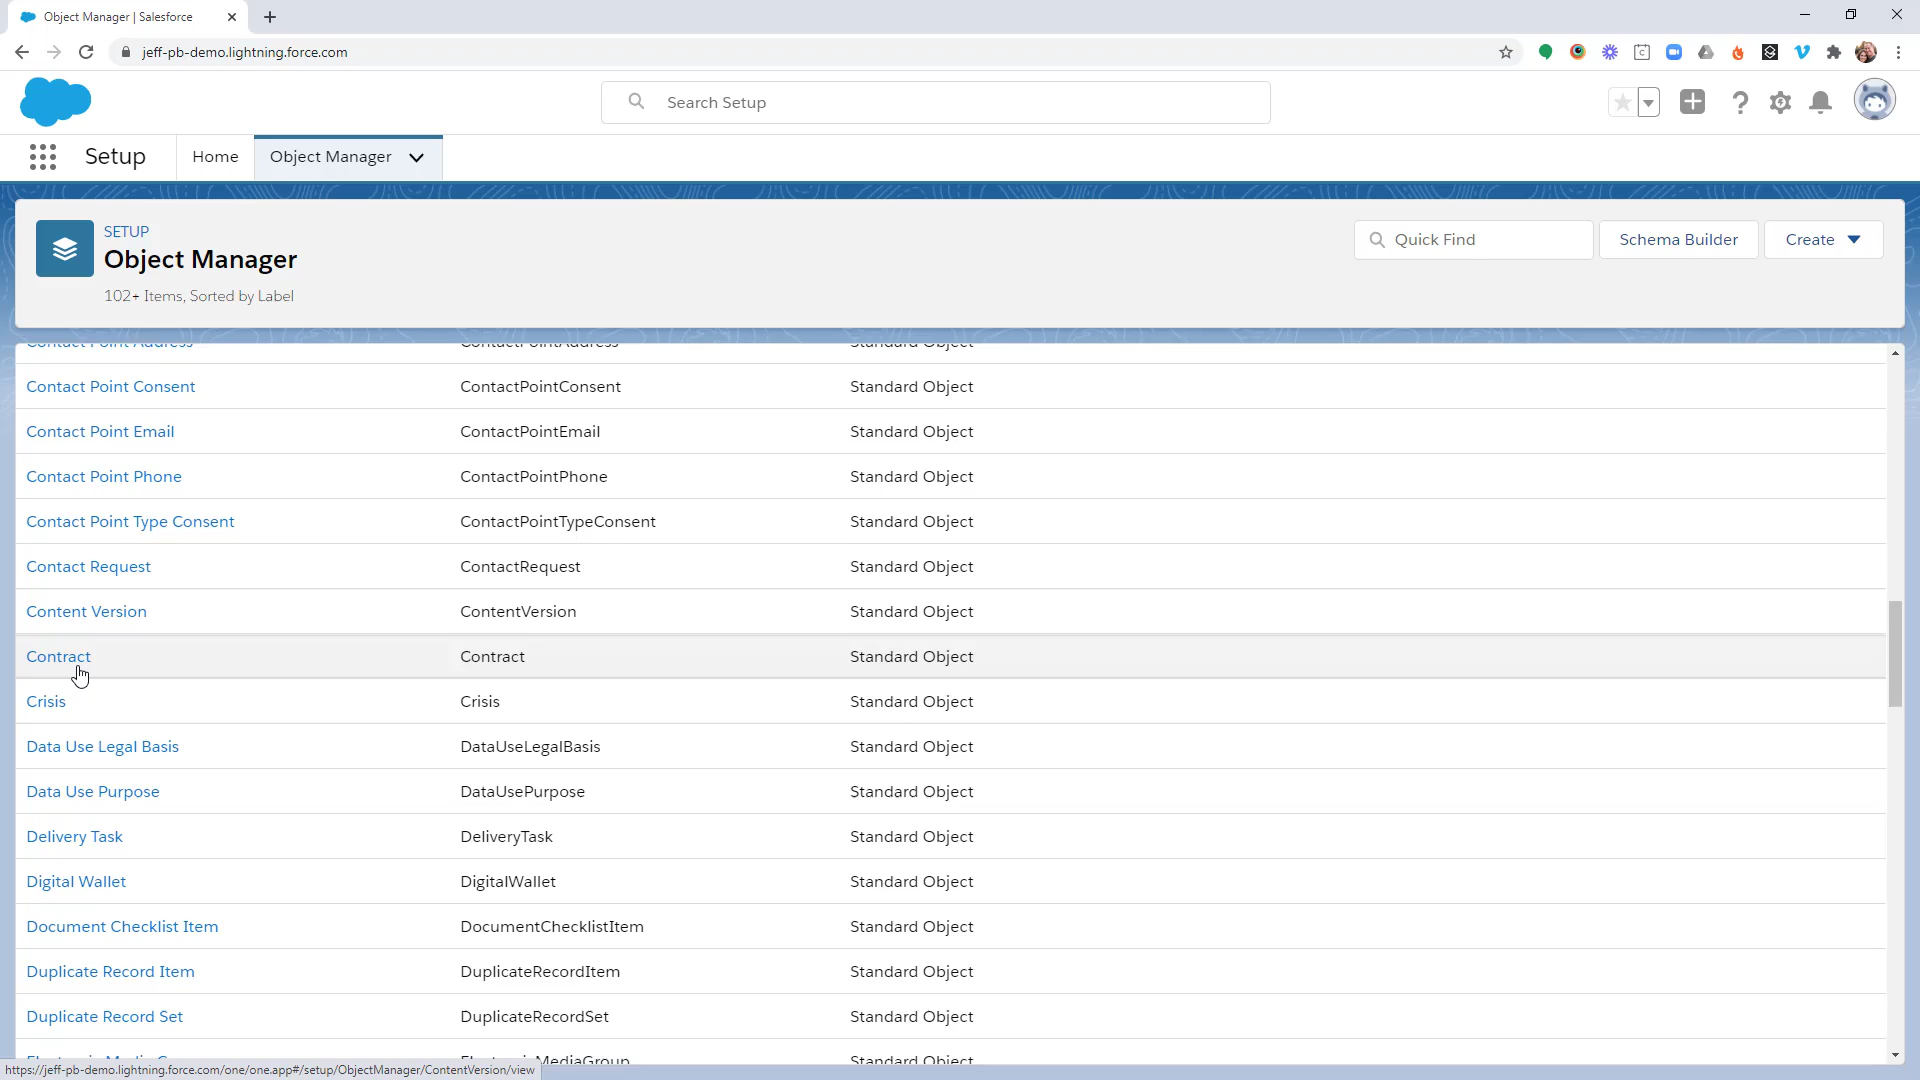 Object Manager | Salesforce
jeff-pb-demo.lightning.force.com
Search Setup
Setup
Home
Object Manager
SETUP
Object Manager
102+ Items, Sorted by Label
Quick Find
Schema Builder
Create
Contact Point Address ContactPointAddress Standard Object
Contact Point Consent ContactPointConsent Standard Object
Contact Point Email ContactPointEmail Standard Object
Contact Point Phone ContactPointPhone Standard Object
Contact Point Type Consent ContactPointTypeConsent Standard Object
Contact Request ContactRequest Standard Object
Content Version ContentVersion Standard Object
Contract Contract Standard Object
Crisis Crisis Standard Object
Data Use Legal Basis DataUseLegalBasis Standard Object
Data Use Purpose DataUsePurpose Standard Object
Delivery Task DeliveryTask Standard Object
Digital Wallet DigitalWallet Standard Object
Document Checklist Item DocumentChecklistItem Standard Object
Duplicate Record Item DuplicateRecordItem Standard Object
Duplicate Record Set DuplicateRecordSet Standard Object
ElectronicMediaGroup Standard Object
https://jeff-pb-demo.lightning.force.com/one/one.app#/setup/ObjectManager/ContentVersion/view